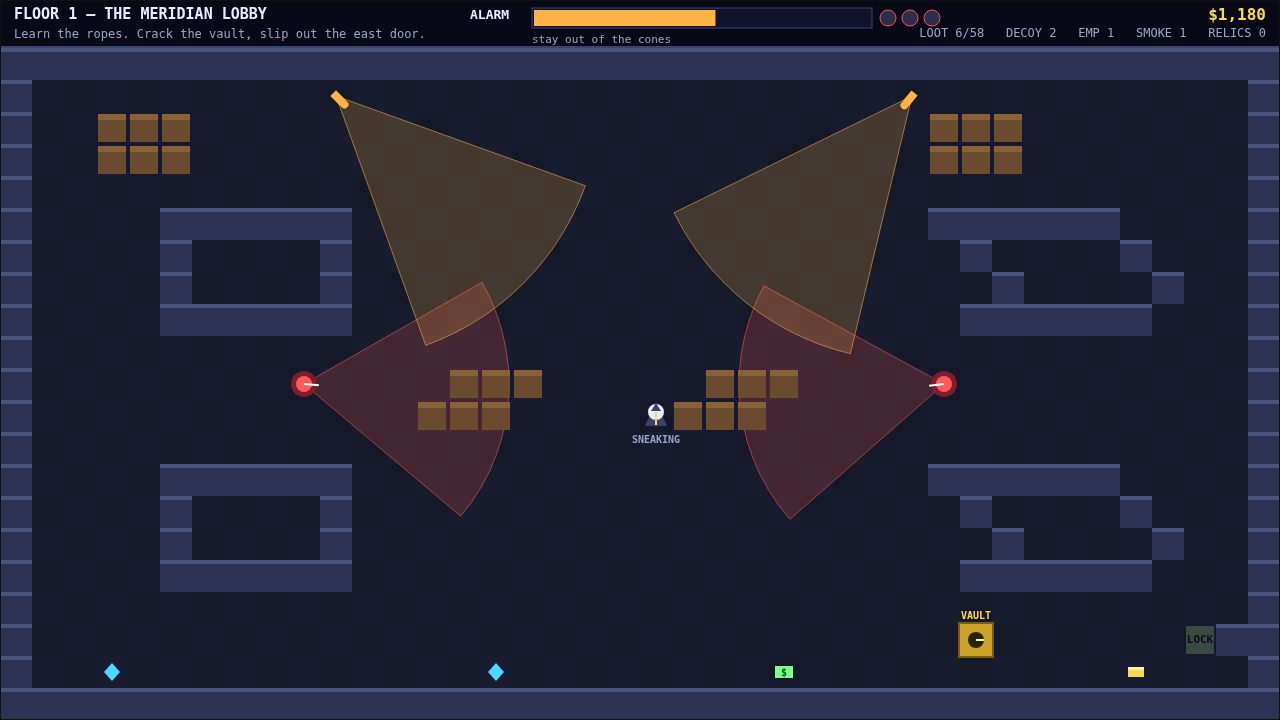 FLOOR 1 — THE MERIDIAN LOBBY
Learn the ropes. Crack the vault, slip out the east door.
ALARM
stay out of the cones
$1,180
LOOT 6/58 DECOY 2 EMP 1 SMOKE 1 RELICS 0
SNEAKING
VAULT
LOCK
$